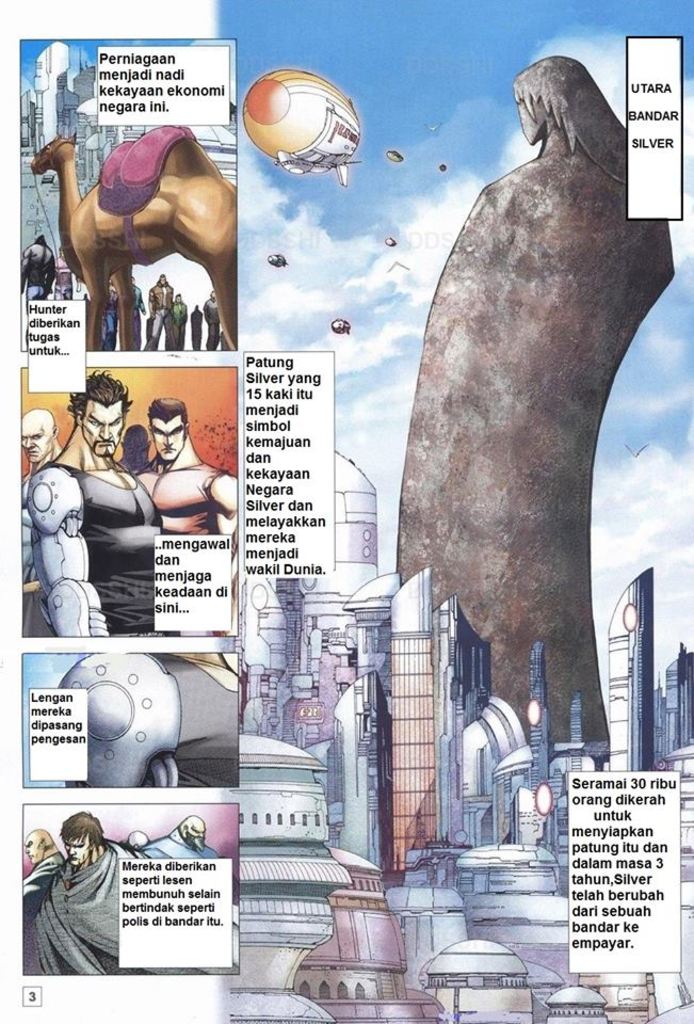 Perniagaan
menjadi nadi
kekayaan ekonomi
negara ini.
UTARA
BANDAR
SILVER
Hunter
diberikan
tugas
untuk...
..mengawal
dan
menjaga
keadaan di
sini...
Patung
Silver yang
15 kaki itu
menjadi
simbol
kemajuan
dan
kekayaan
Negara
Silver dan
melayakkan
mereka
menjadi
wakil Dunia.
Lengan
mereka
dipasang
pengesan
Mereka diberikan
seperti lesen
membunuh selain
bertindak seperti
polis di bandar itu.
Seramai 30 ribu
orang dikerah
untuk
menyiapkan
patung itu dan
dalam masa 3
tahun,Silver
telah berubah
dari sebuah
bandar ke
empayar.
3